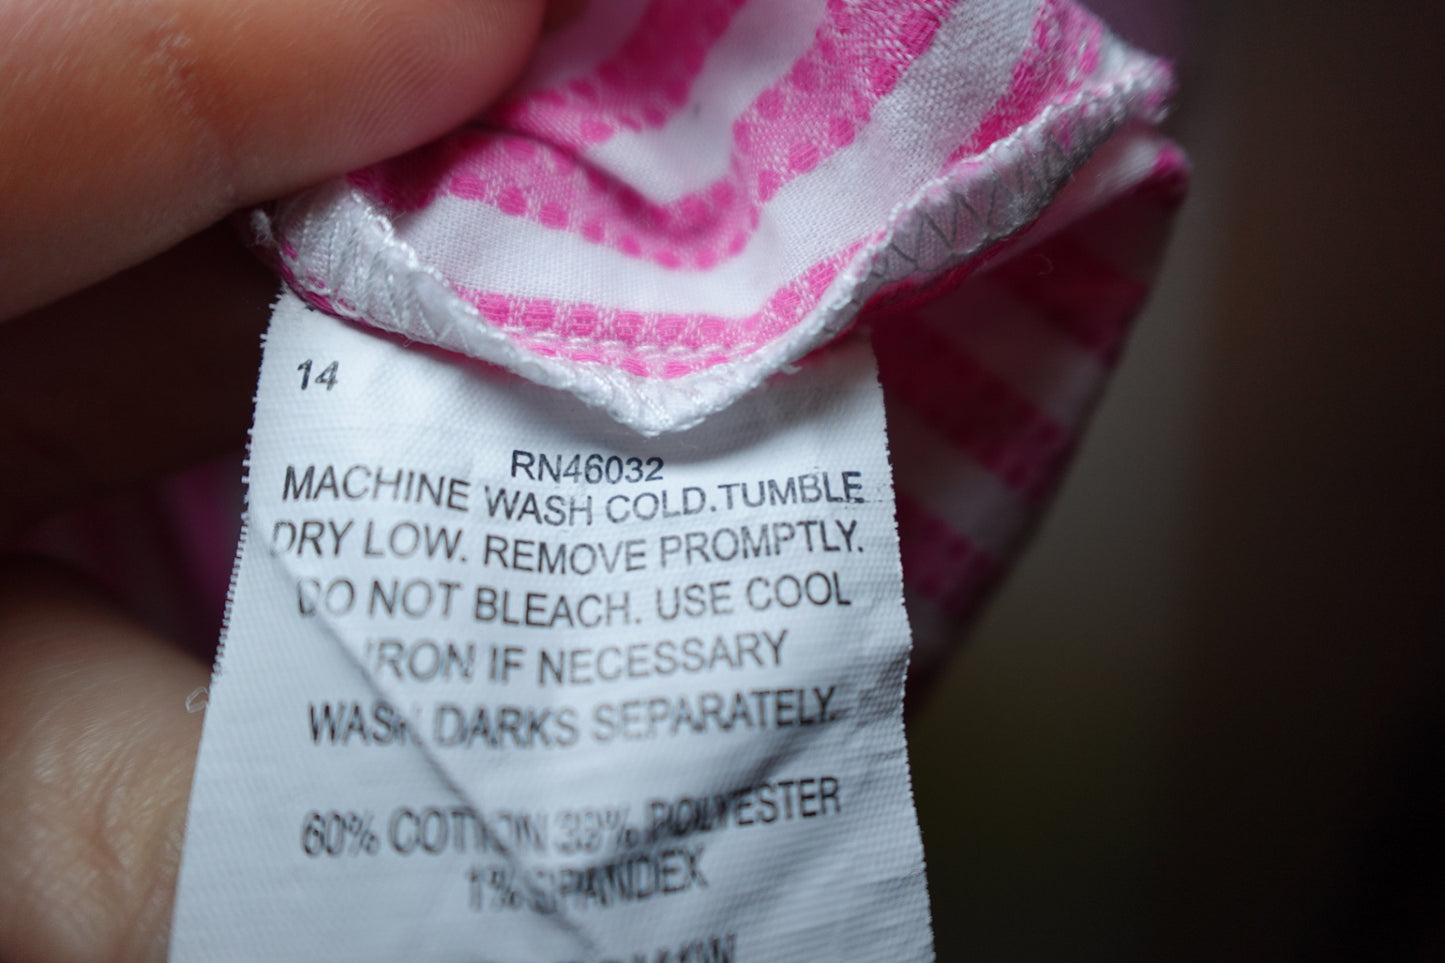 14
RN46032
MACHINE WASH COLD.TUMBLE
DRY LOW. REMOVE PROMPTLY.
DO NOT BLEACH. USE COOL
IRON IF NECESSARY
WASH DARKS SEPARATELY.
60% COTTON 39% POLYESTER
1% SPANDEX